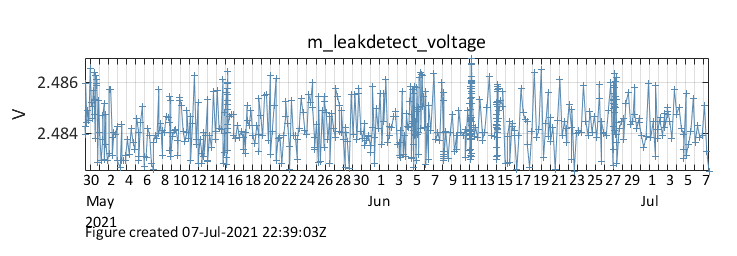 m_leakdetect_voltage
2.486
V
2.484
30 2 4 6 8 10 12 14 16 18 20 22 24 26 28 30 1 3 5 7 9 11 13 15 17 19 21 23 25 27 29 1 3 5 7
May Jun Jul
2021
Figure created 07-Jul-2021 22:39:03Z